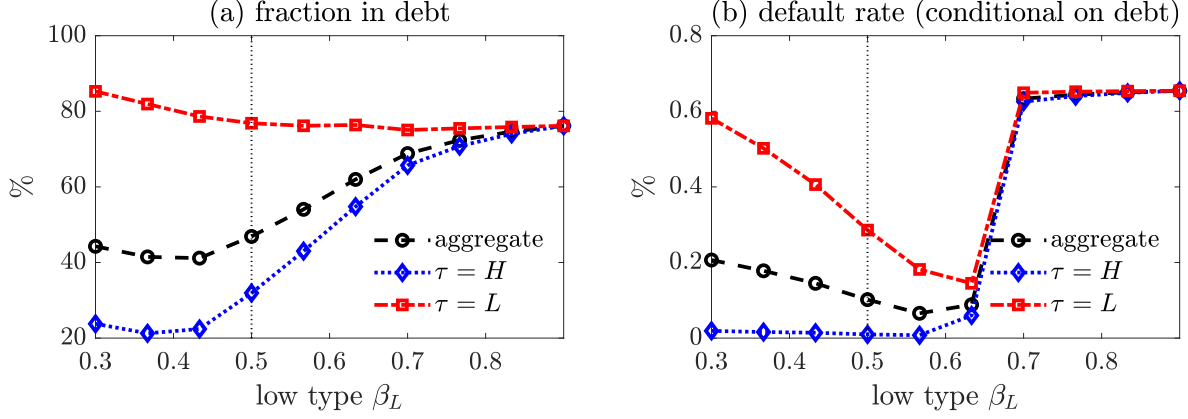 (a) fraction in debt
100
80
60
40
20
%
0.3 0.4 0.5 0.6 0.7 0.8
low type β_L
aggregate
τ = H
τ = L
(b) default rate (conditional on debt)
0.8
0.6
0.4
0.2
0
%
0.3 0.4 0.5 0.6 0.7 0.8
low type β_L
aggregate
τ = H
τ = L